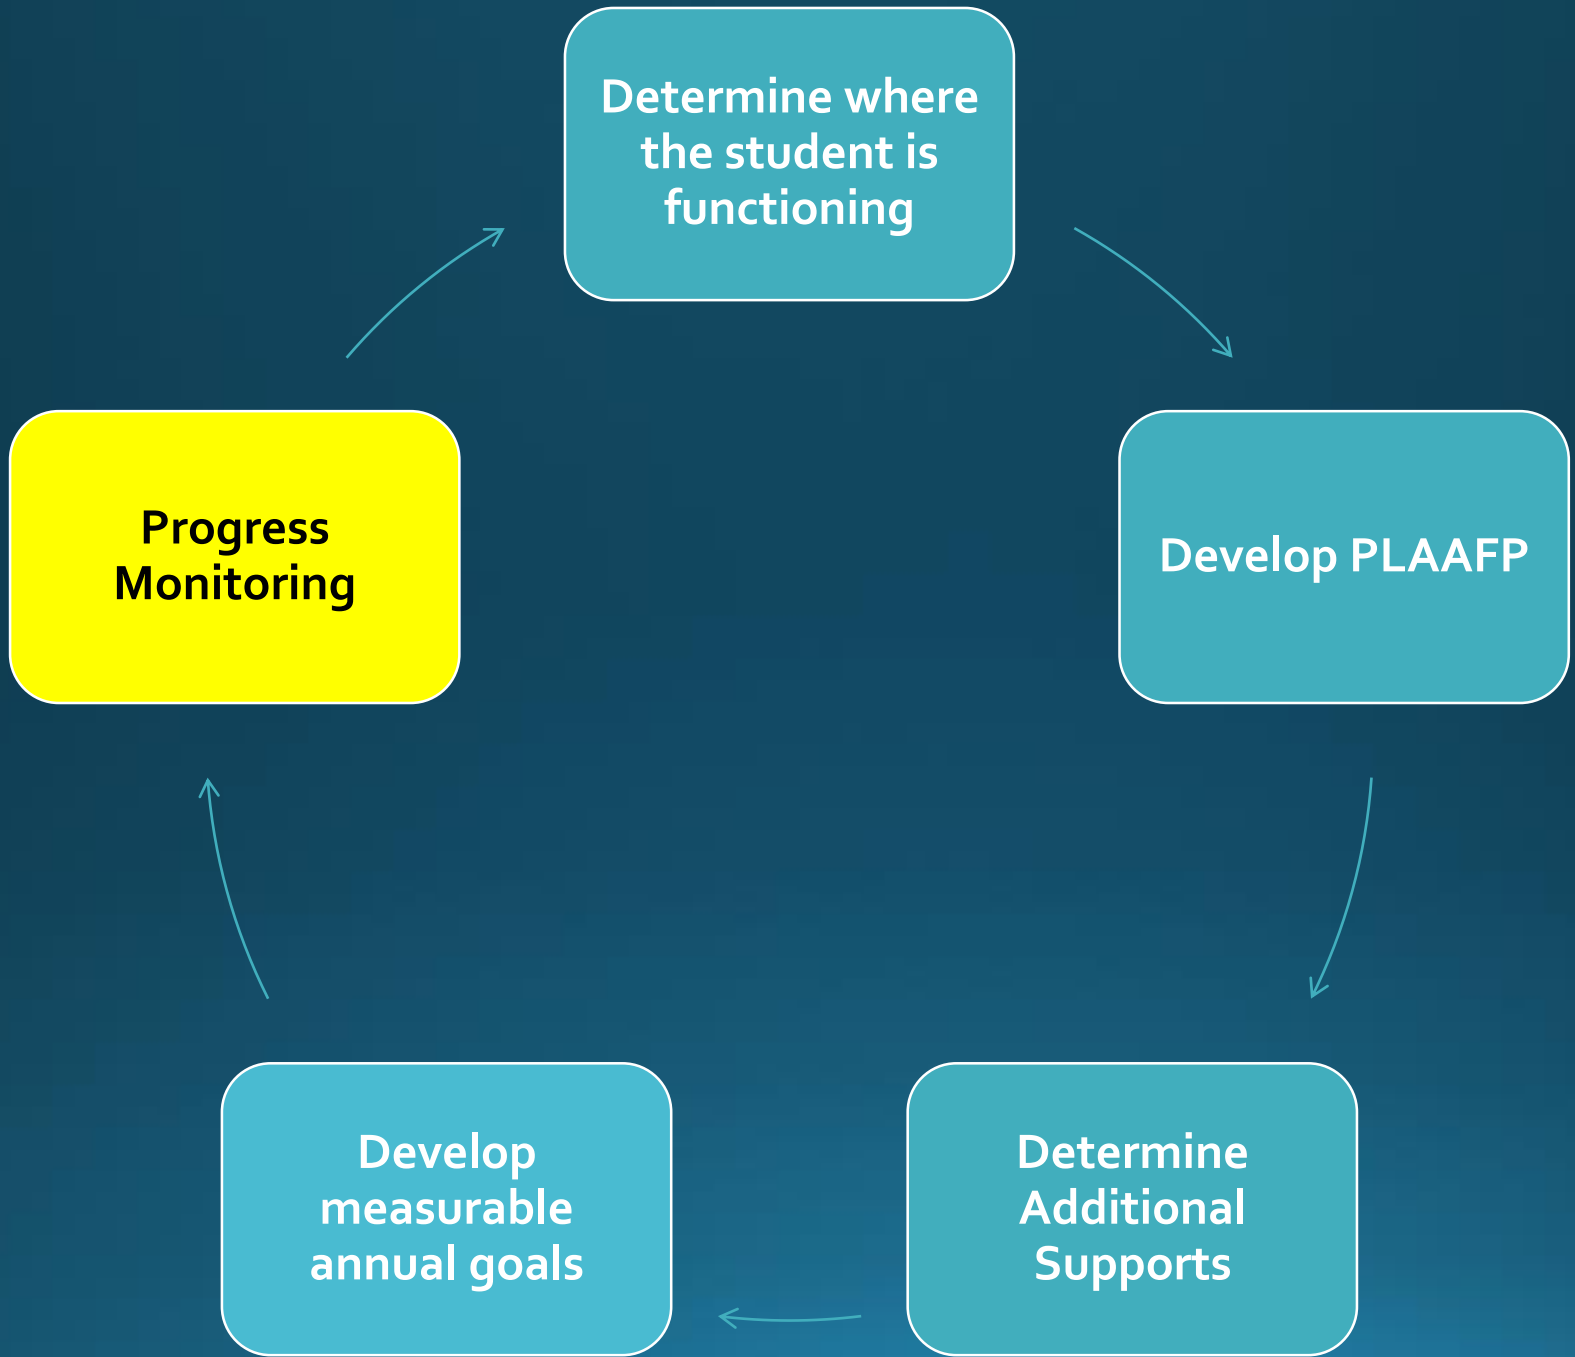 Determine where
the student is
functioning
Develop PLAAFP
Determine
Additional
Supports
Develop
measurable
annual goals
Progress
Monitoring